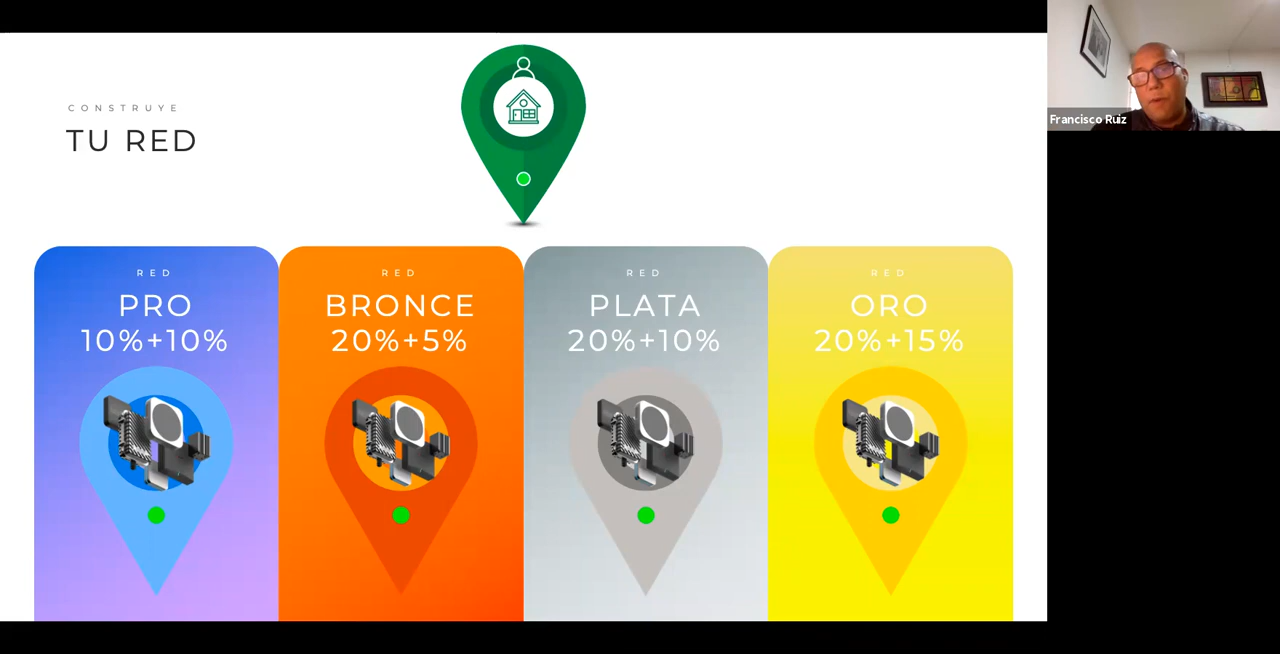 CONSTRUYE
TU RED
Francisco Ruiz
RED
PRO
10%+10%
RED
BRONCE
20%+5%
RED
PLATA
20%+10%
RED
ORO
20%+15%